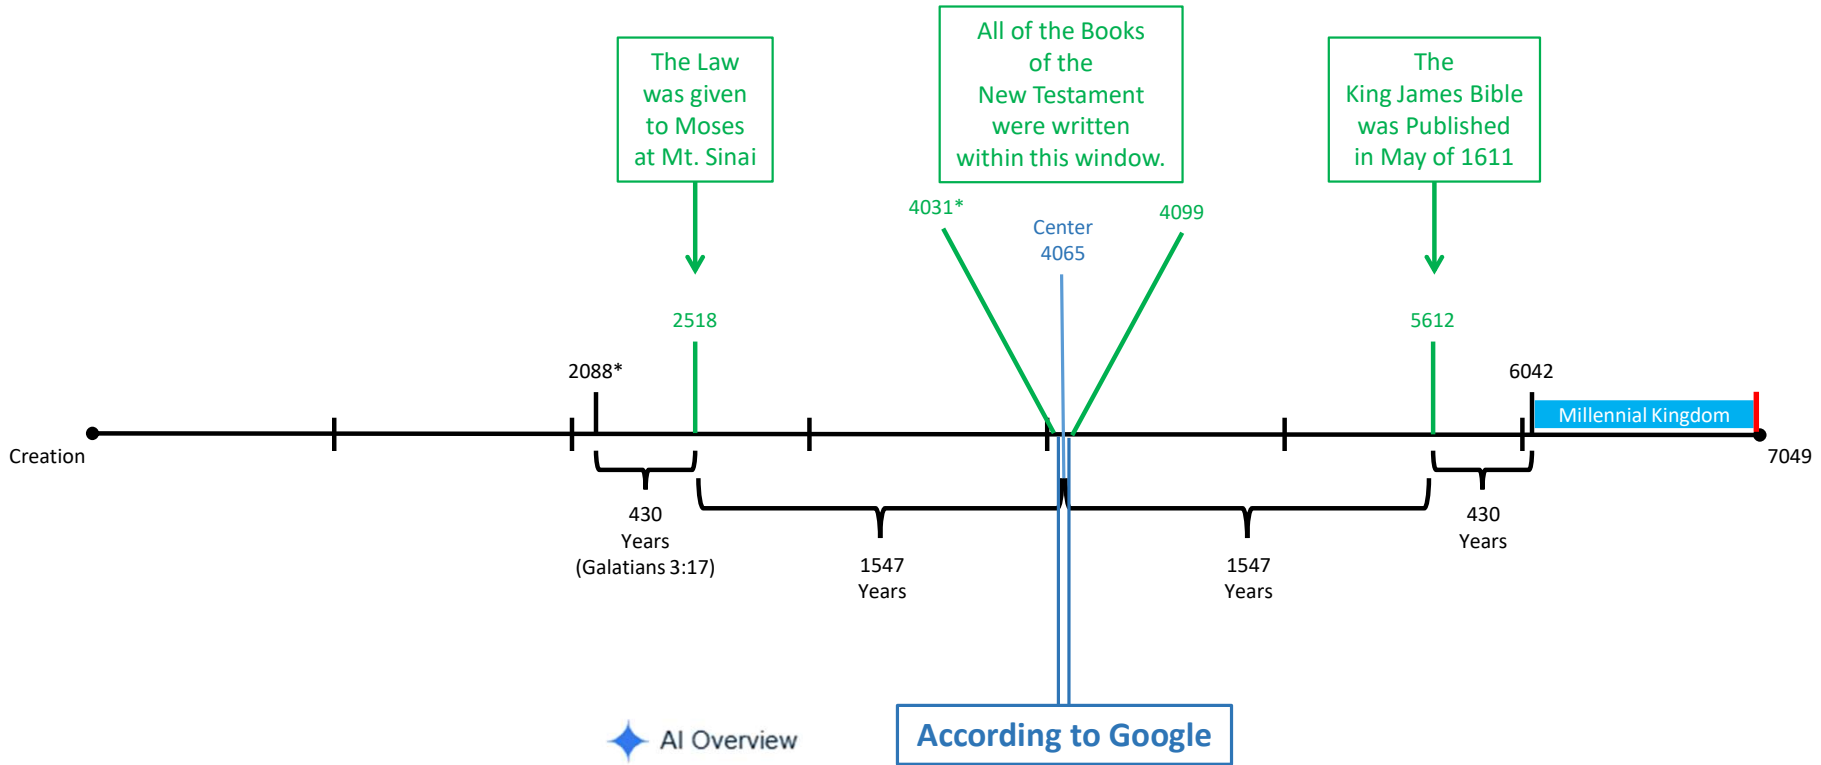 The Law
was given
to Moses
at Mt. Sinai
All of the Books
of the
New Testament
were written
within this window.
The
King James Bible
was Published
in May of 1611
4031*
4099
Center
4065
2518
5612
2088*
6042
Millennial Kingdom
Creation
7049
430
Years
(Galatians 3:17)
1547
Years
1547
Years
430
Years
AI Overview
According to Google